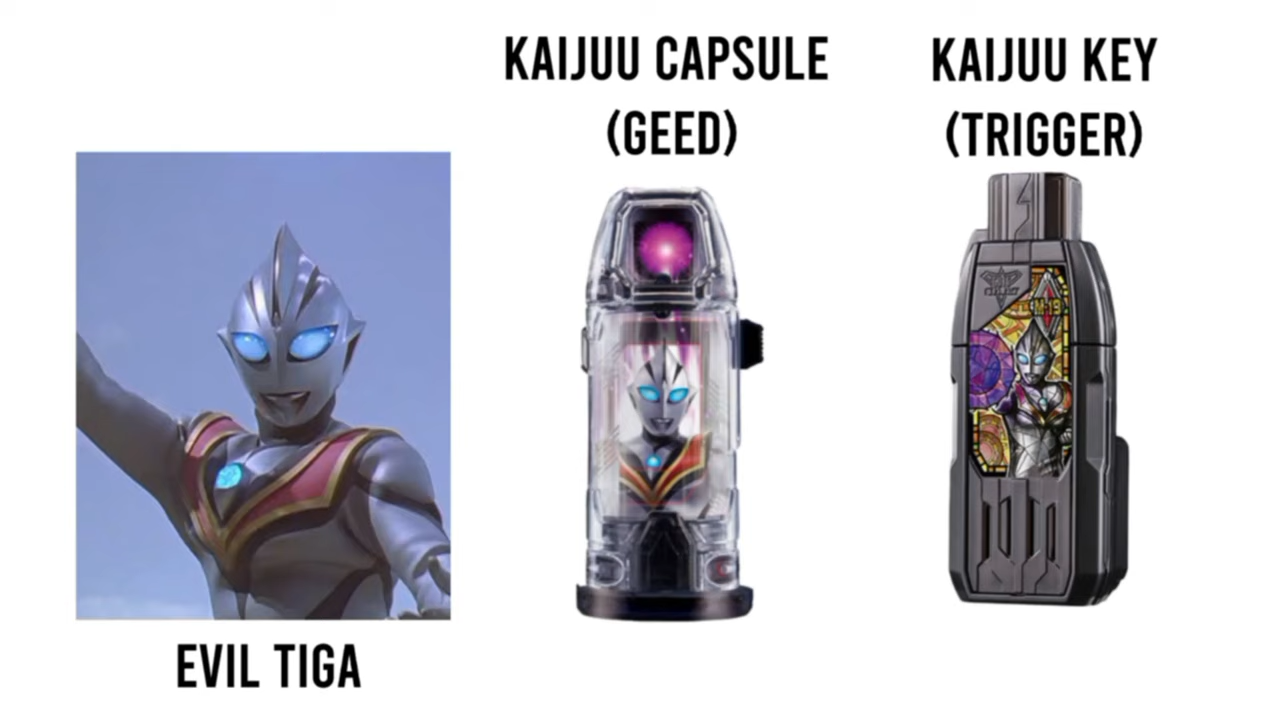 KAIJUU CAPSULE
(GEED)
KAIJUU KEY
(TRIGGER)
EVIL TIGA